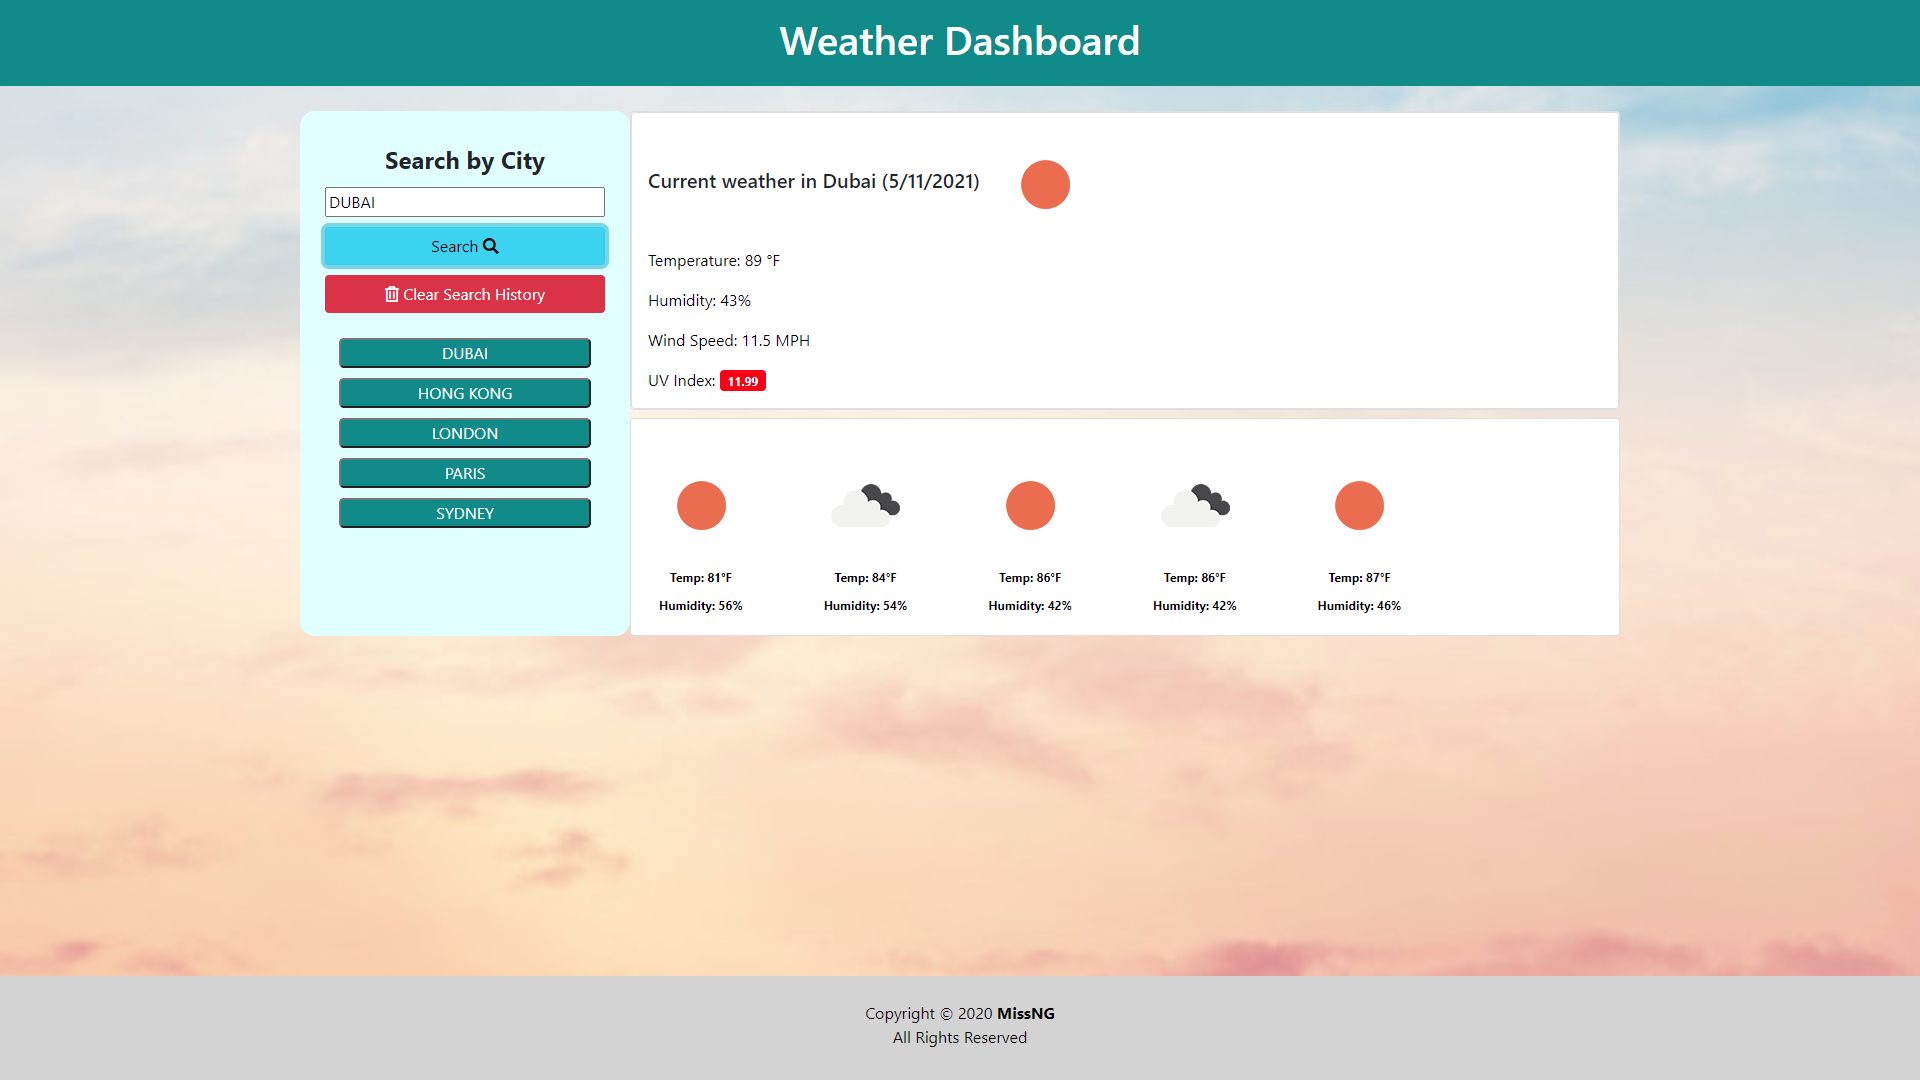 Weather Dashboard
Search by City
DUBAI
Search
Clear Search History
DUBAI
HONG KONG
LONDON
PARIS
SYDNEY
Current weather in Dubai (5/11/2021)
Temperature: 89 °F
Humidity: 43%
Wind Speed: 11.5 MPH
UV Index: 11.99
Temp: 81°F
Humidity: 56%
Temp: 84°F
Humidity: 54%
Temp: 86°F
Humidity: 42%
Temp: 86°F
Humidity: 42%
Temp: 87°F
Humidity: 46%
Copyright © 2020 MissNG
All Rights Reserved